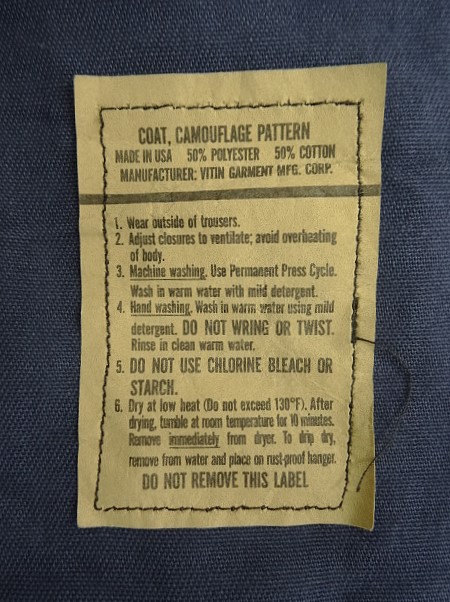 COAT, CAMOUFLAGE PATTERN
MADE IN USA 50% POLYESTER 50% COTTON
MANUFACTURER: VITIN GARMENT MFG. CORP.
1. Wear outside of trousers.
2. Adjust closures to ventilate; avoid overheating
of body.
3. Machine washing. Use Permanent Press Cycle.
Wash in warm water with mild detergent.
4. Hand washing. Wash in warm water using mild
detergent. DO NOT WRING OR TWIST.
Rinse in clean warm water.
5. DO NOT USE CHLORINE BLEACH OR
STARCH.
6. Dry at low heat (Do not exceed 130°F). After
drying, tumble at room temperature for 10 minutes.
Remove immediately from dryer. To drip dry,
remove from water and place on rust-proof hanger.
DO NOT REMOVE THIS LABEL